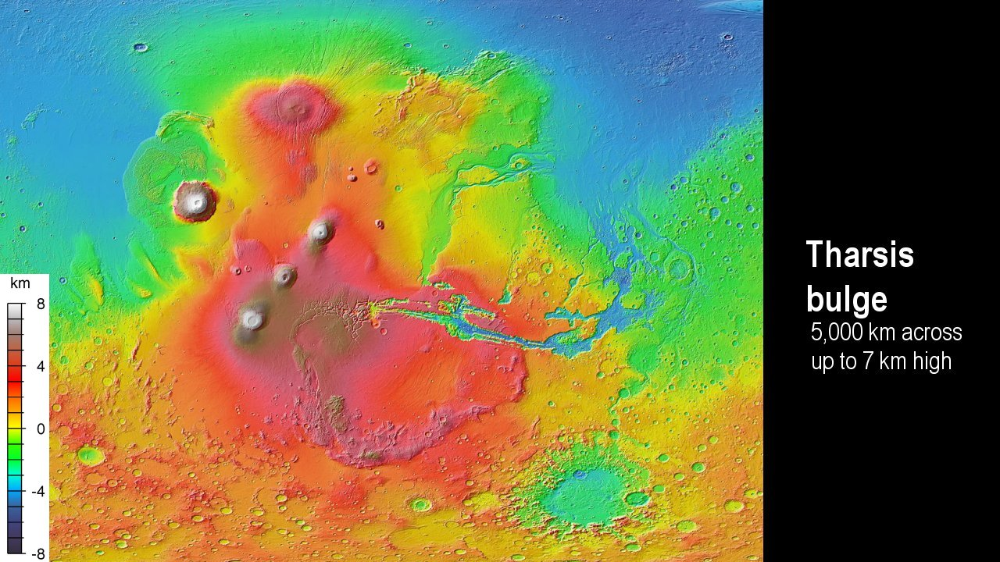 Tharsis
bulge
5,000 km across
up to 7 km high
km
8
4
0
-4
-8